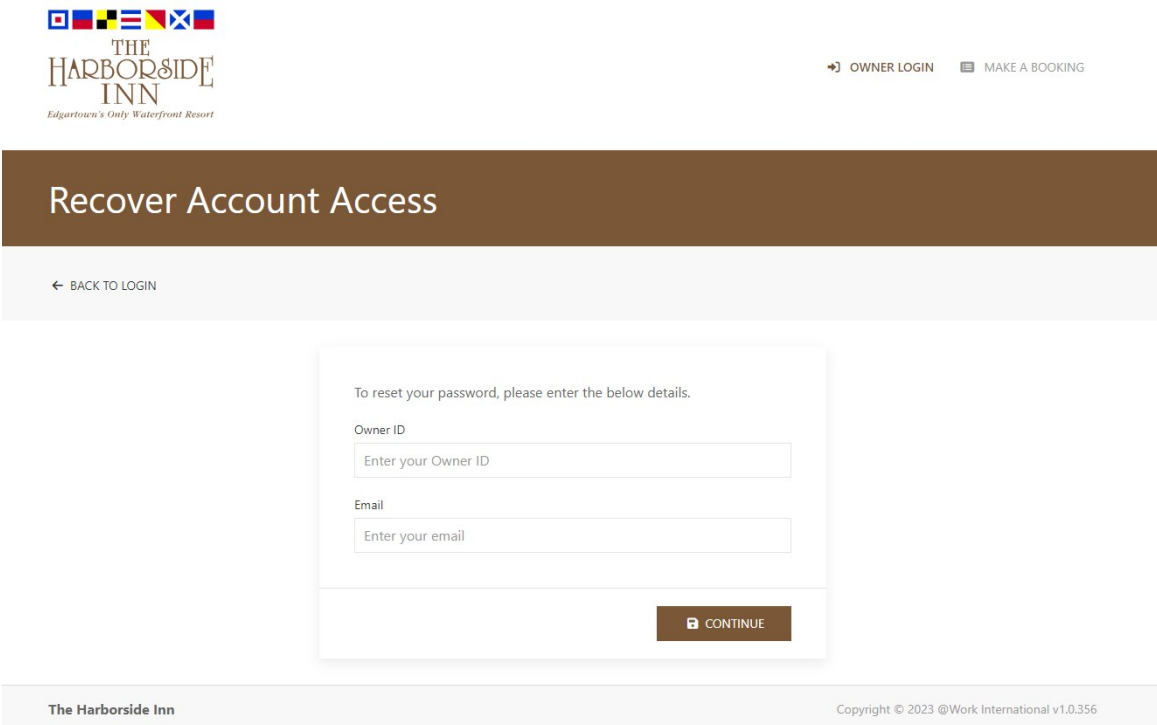 THE
HARBORSIDE
INN
Edgartown's Only Waterfront Resort
OWNER LOGIN MAKE A BOOKING
Recover Account Access
BACK TO LOGIN
To reset your password, please enter the below details.
Owner ID
Enter your Owner ID
Email
Enter your email
CONTINUE
The Harborside Inn Copyright © 2023 @Work International v1.0.356